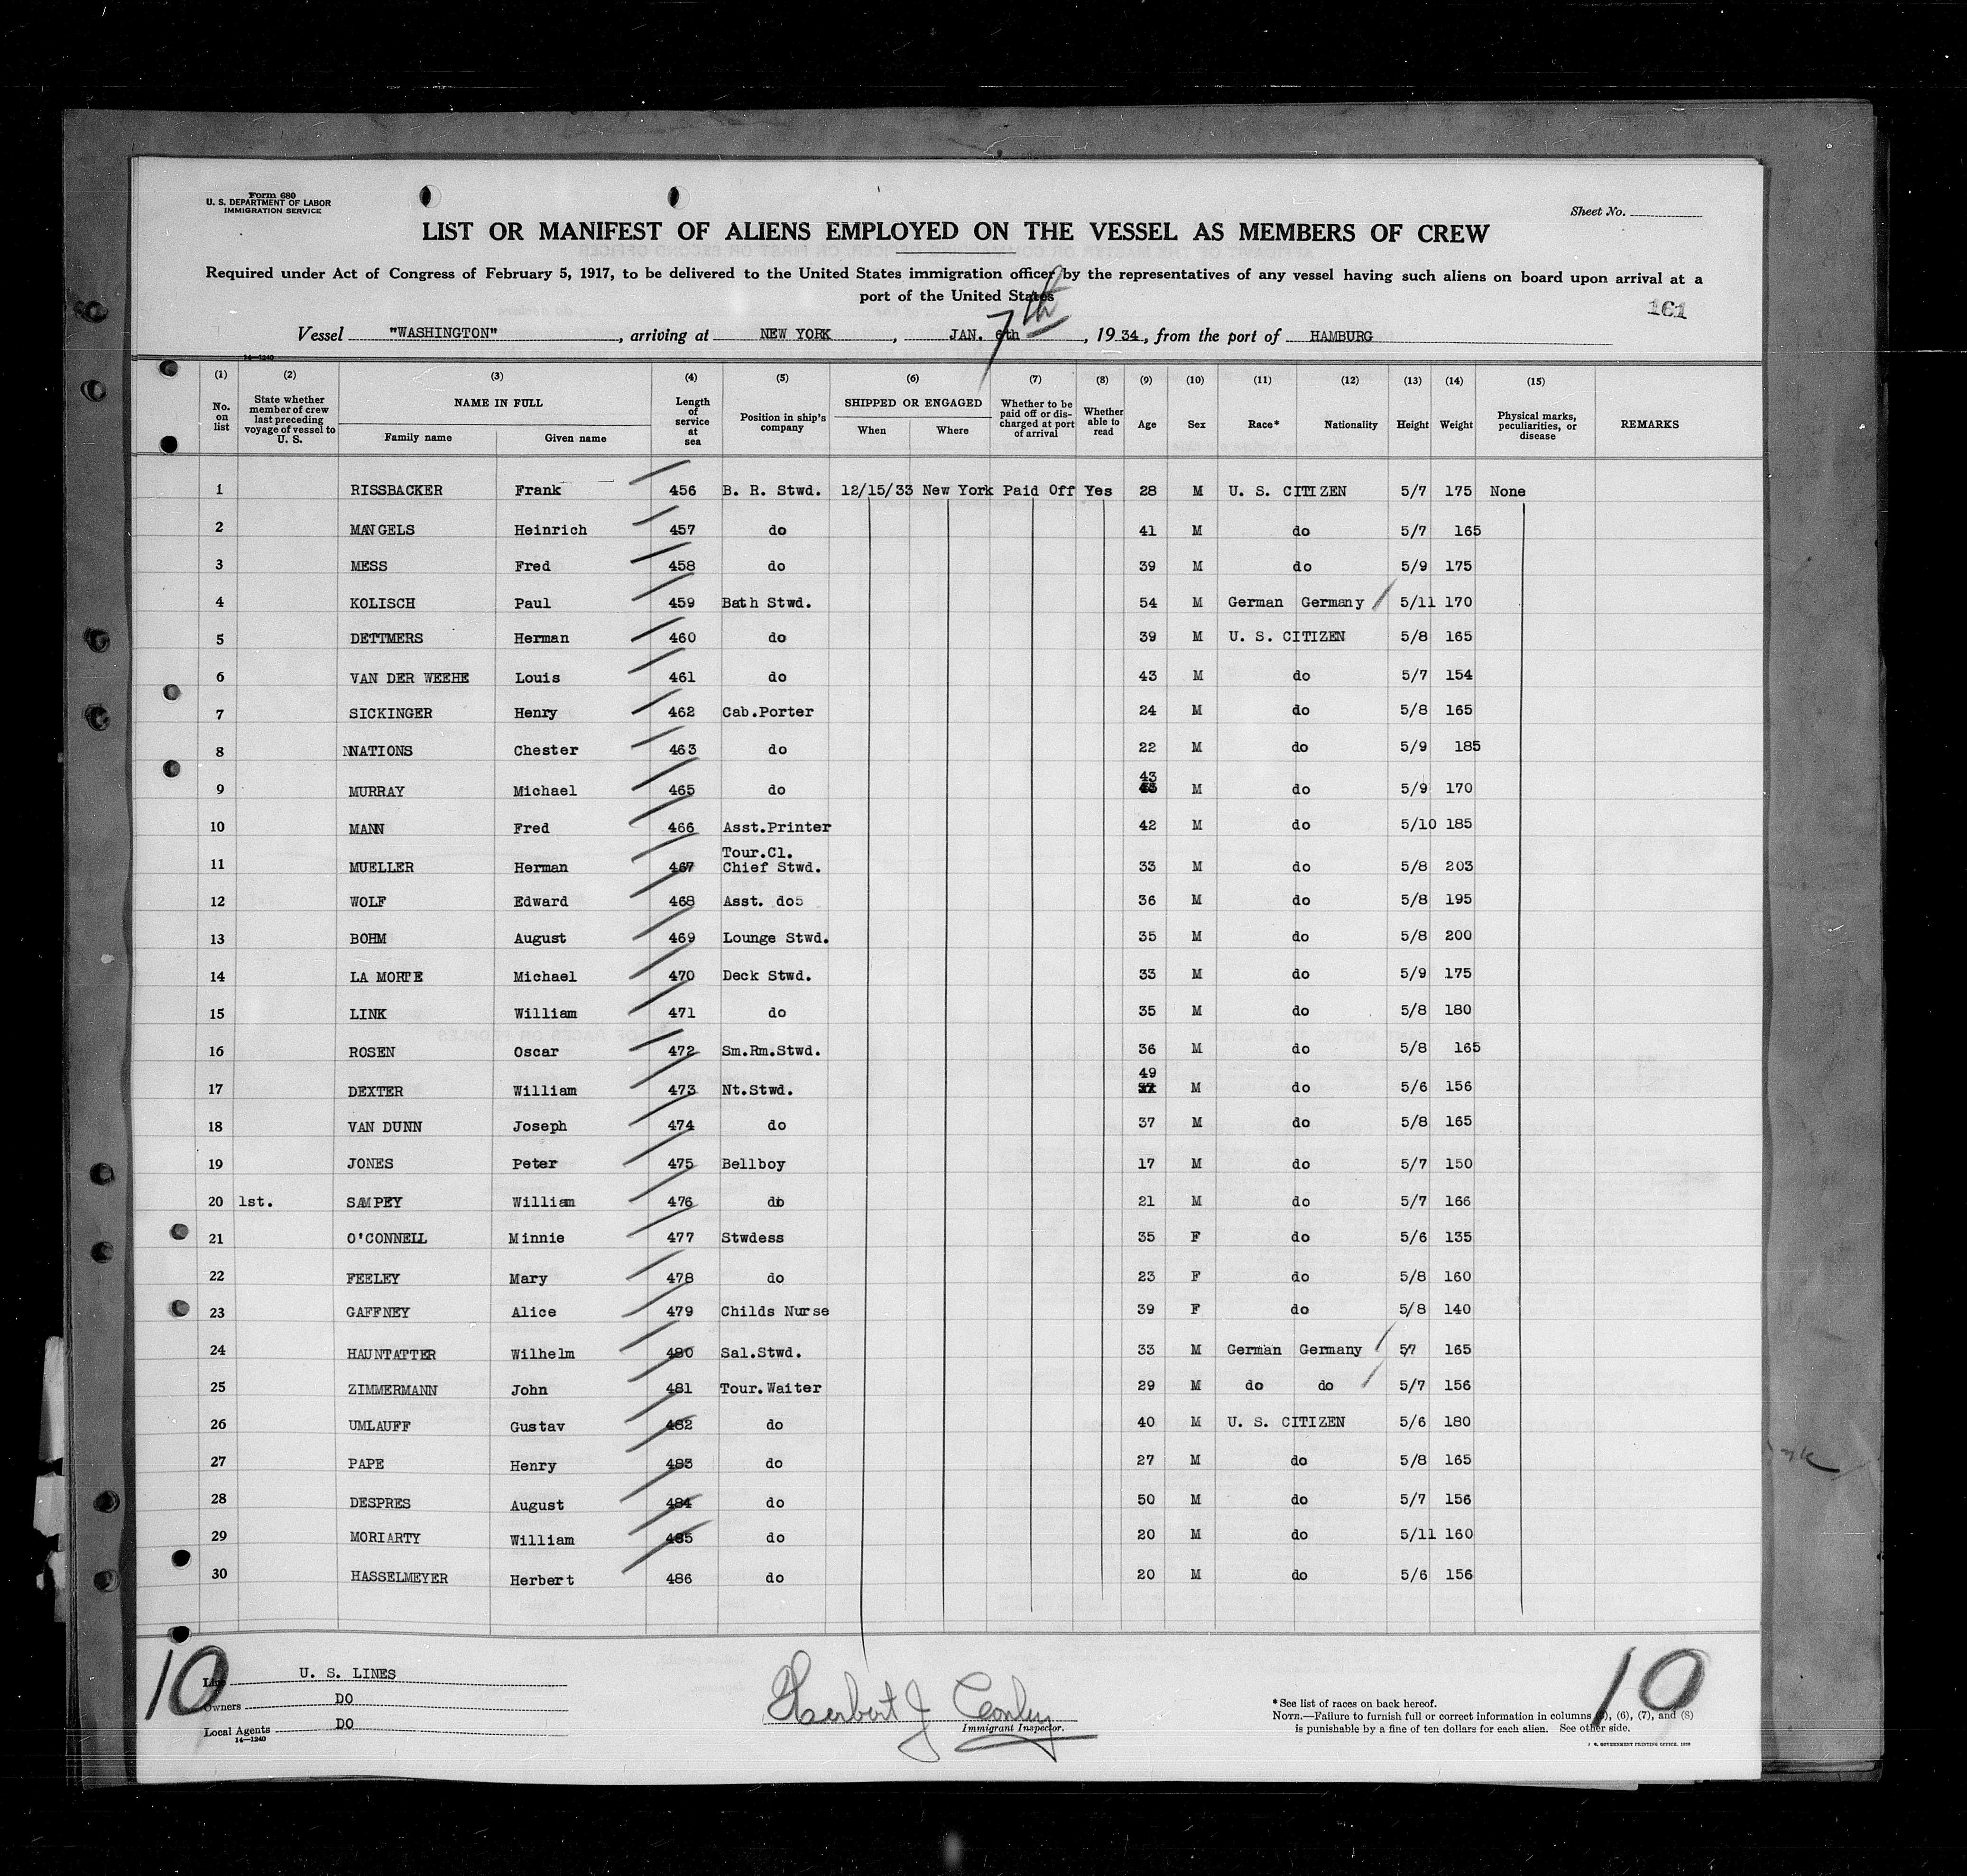 Form 680
U. S. DEPARTMENT OF LABOR
IMMIGRATION SERVICE
Sheet No.
LIST OR MANIFEST OF ALIENS EMPLOYED ON THE VESSEL AS MEMBERS OF CREW
Required under Act of Congress of February 5, 1917, to be delivered to the United States immigration officer by the representatives of any vessel having such aliens on board upon arrival at a
port of the United States
161
7th
Vessel "WASHINGTON", arriving at NEW YORK, JAN. 6th, 1934, from the port of HAMBURG
14—1240
(1) (2) (3) (4) (5) (6) (7) (8) (9) (10) (11) (12) (13) (14) (15)
No. on list State whether member of crew last preceding voyage of vessel to U. S. NAME IN FULL Family name Given name Length of service at sea Position in ship's company SHIPPED OR ENGAGED When Where Whether to be paid off or discharged at port of arrival Whether able to read Age Sex Race* Nationality Height Weight Physical marks, peculiarities, or disease REMARKS
1 RISSBACKER Frank 456 B. R. Stwd. 12/15/33 New York Paid Off Yes 28 M U. S. CITIZEN 5/7 175 None
2 MANGELS Heinrich 457 do 41 M do 5/7 165
3 MESS Fred 458 do 39 M do 5/9 175
4 KOLISCH Paul 459 Bath Stwd. 54 M German Germany 5/11 170
5 DETTMERS Herman 460 do 39 M U. S. CITIZEN 5/8 165
6 VAN DER WEEHE Louis 461 do 43 M do 5/7 154
7 SICKINGER Henry 462 Cab.Porter 24 M do 5/8 165
8 NNATIONS Chester 463 do 22 M do 5/9 185
9 MURRAY Michael 465 do 43 M do 5/9 170
10 MANN Fred 466 Asst.Printer 42 M do 5/10 185
11 MUELLER Herman 467 Tour.Cl. Chief Stwd. 33 M do 5/8 203
12 WOLF Edward 468 Asst. do 36 M do 5/8 195
13 BOHM August 469 Lounge Stwd. 35 M do 5/8 200
14 LA MORTE Michael 470 Deck Stwd. 33 M do 5/9 175
15 LINK William 471 do 35 M do 5/8 180
16 ROSEN Oscar 472 Sm.Rm.Stwd. 36 M do 5/8 165
17 DEXTER William 473 Nt.Stwd. 49 M do 5/6 156
18 VAN DUNN Joseph 474 do 37 M do 5/8 165
19 JONES Peter 475 Bellboy 17 M do 5/7 150
20 1st. SAMPEY William 476 do 21 M do 5/7 166
21 O'CONNELL Minnie 477 Stwdess 35 F do 5/6 135
22 FEELEY Mary 478 do 23 F do 5/8 160
23 GAFFNEY Alice 479 Childs Nurse 39 F do 5/8 140
24 HAUNTATTER Wilhelm 480 Sal.Stwd. 33 M German Germany 57 165
25 ZIMMERMANN John 481 Tour.Waiter 29 M do do 5/7 156
26 UMLAUFF Gustav 482 do 40 M U. S. CITIZEN 5/6 180
27 PAPE Henry 483 do 27 M do 5/8 165
28 DESPRES August 484 do 50 M do 5/7 156
29 MORIARTY William 485 do 20 M do 5/11 160
30 HASSELMEYER Herbert 486 do 20 M do 5/6 156
10
Line U. S. LINES
Owners DO
Local Agents DO
14—1240
Herbert J Conley
Immigrant Inspector.
10
*See list of races on back hereof.
NOTE.—Failure to furnish full or correct information in columns (5), (6), (7), and (8)
is punishable by a fine of ten dollars for each alien. See other side.
GOVERNMENT PRINTING OFFICE